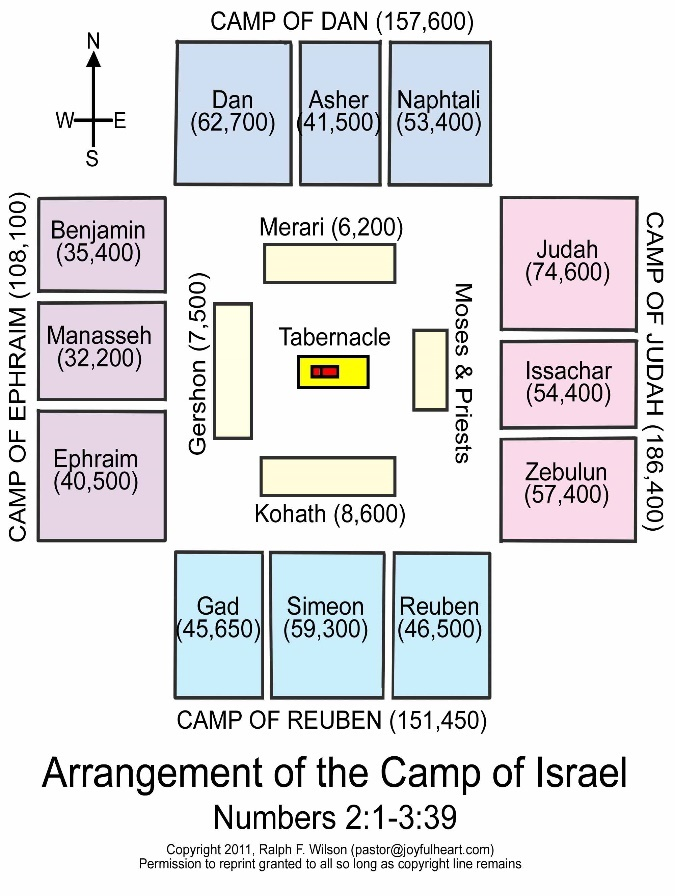 CAMP OF DAN (157,600)
N
W
E
S
Dan
(62,700)
Asher
(41,500)
Naphtali
(53,400)
CAMP OF EPHRAIM (108,100)
Benjamin
(35,400)
Manasseh
(32,200)
Ephraim
(40,500)
Merari (6,200)
Gershon (7,500)
Tabernacle
Moses & Priests
Kohath (8,600)
Judah
(74,600)
Issachar
(54,400)
Zebulun
(57,400)
CAMP OF JUDAH (186,400)
Gad
(45,650)
Simeon
(59,300)
Reuben
(46,500)
CAMP OF REUBEN (151,450)
Arrangement of the Camp of Israel
Numbers 2:1-3:39
Copyright 2011, Ralph F. Wilson (pastor@joyfulheart.com)
Permission to reprint granted to all so long as copyright line remains